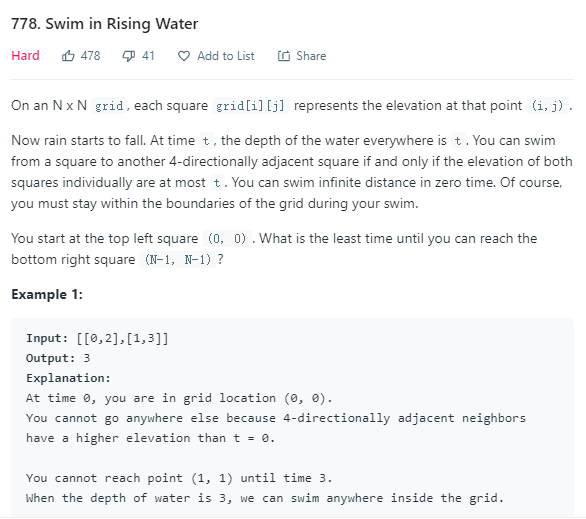 778. Swim in Rising Water
Hard 478 41 Add to List Share
On an N x N grid, each square grid[i][j] represents the elevation at that point (i,j).
Now rain starts to fall. At time t, the depth of the water everywhere is t. You can swim
from a square to another 4-directionally adjacent square if and only if the elevation of both
squares individually are at most t. You can swim infinite distance in zero time. Of course,
you must stay within the boundaries of the grid during your swim.
You start at the top left square (0, 0). What is the least time until you can reach the
bottom right square (N-1, N-1)?
Example 1:
Input: [[0,2],[1,3]]
Output: 3
Explanation:
At time 0, you are in grid location (0, 0).
You cannot go anywhere else because 4-directionally adjacent neighbors
have a higher elevation than t = 0.
You cannot reach point (1, 1) until time 3.
When the depth of water is 3, we can swim anywhere inside the grid.